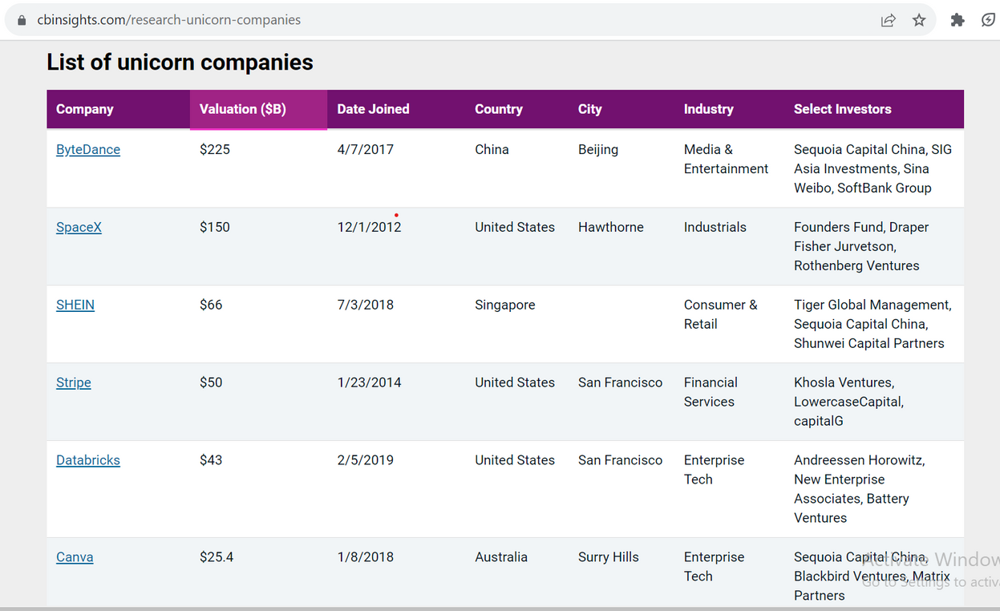 cbinsights.com/research-unicorn-companies
List of unicorn companies
Company Valuation ($B) Date Joined Country City Industry Select Investors
ByteDance $225 4/7/2017 China Beijing Media & Sequoia Capital China, SIG
Entertainment Asia Investments, Sina
Weibo, SoftBank Group
SpaceX $150 12/1/2012 United States Hawthorne Industrials Founders Fund, Draper
Fisher Jurvetson,
Rothenberg Ventures
SHEIN $66 7/3/2018 Singapore Consumer & Tiger Global Management,
Retail Sequoia Capital China,
Shunwei Capital Partners
Stripe $50 1/23/2014 United States San Francisco Financial Khosla Ventures,
Services LowercaseCapital,
capitalG
Databricks $43 2/5/2019 United States San Francisco Enterprise Andreessen Horowitz,
Tech New Enterprise
Associates, Battery
Ventures
Canva $25.4 1/8/2018 Australia Surry Hills Enterprise Sequoia Capital China,
Tech Blackbird Ventures, Matrix
Partners
Activate Window
Go to Settings to activ